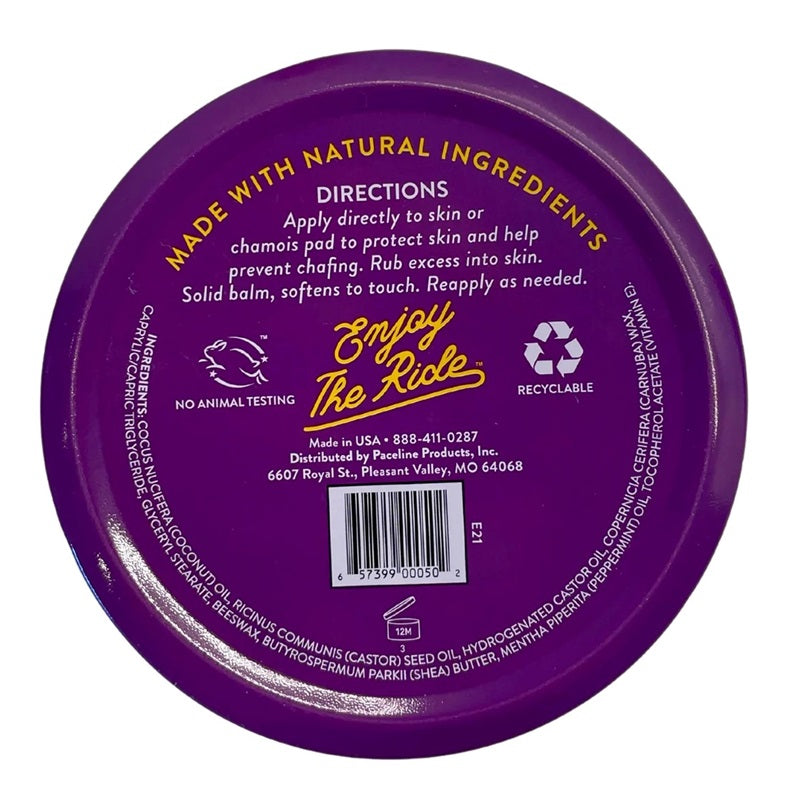 MADE WITH NATURAL INGREDIENTS
DIRECTIONS
Apply directly to skin or
chamois pad to protect skin and help
prevent chafing. Rub excess into skin.
Solid balm, softens to touch. Reapply as needed.
Enjoy
The Ride™
TM
NO ANIMAL TESTING
RECYCLABLE
Made in USA • 888-411-0287
Distributed by Paceline Products, Inc.
6607 Royal St., Pleasant Valley, MO 64068
E21
6 57399 00050 2
12M
3
INGREDIENTS: COCUS NUCIFERA (COCONUT) OIL, RICINUS COMMUNIS (CASTOR) SEED OIL, HYDROGENATED CASTOR OIL, COPERNICIA CERIFERA (CARNUBA) WAX,
CAPRYLIC/CAPRIC TRIGLYCERIDE, GLYCERYL STEARATE, BEESWAX, BUTYROSPERMUM PARKII (SHEA) BUTTER, MENTHA PIPERITA (PEPPERMINT) OIL, TOCOPHEROL ACETATE (VITAMIN E)